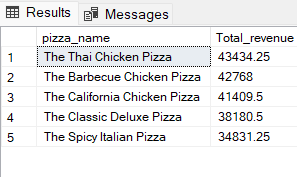 Results Messages
pizza_name Total_revenue
1 The Thai Chicken Pizza 43434.25
2 The Barbecue Chicken Pizza 42768
3 The California Chicken Pizza 41409.5
4 The Classic Deluxe Pizza 38180.5
5 The Spicy Italian Pizza 34831.25